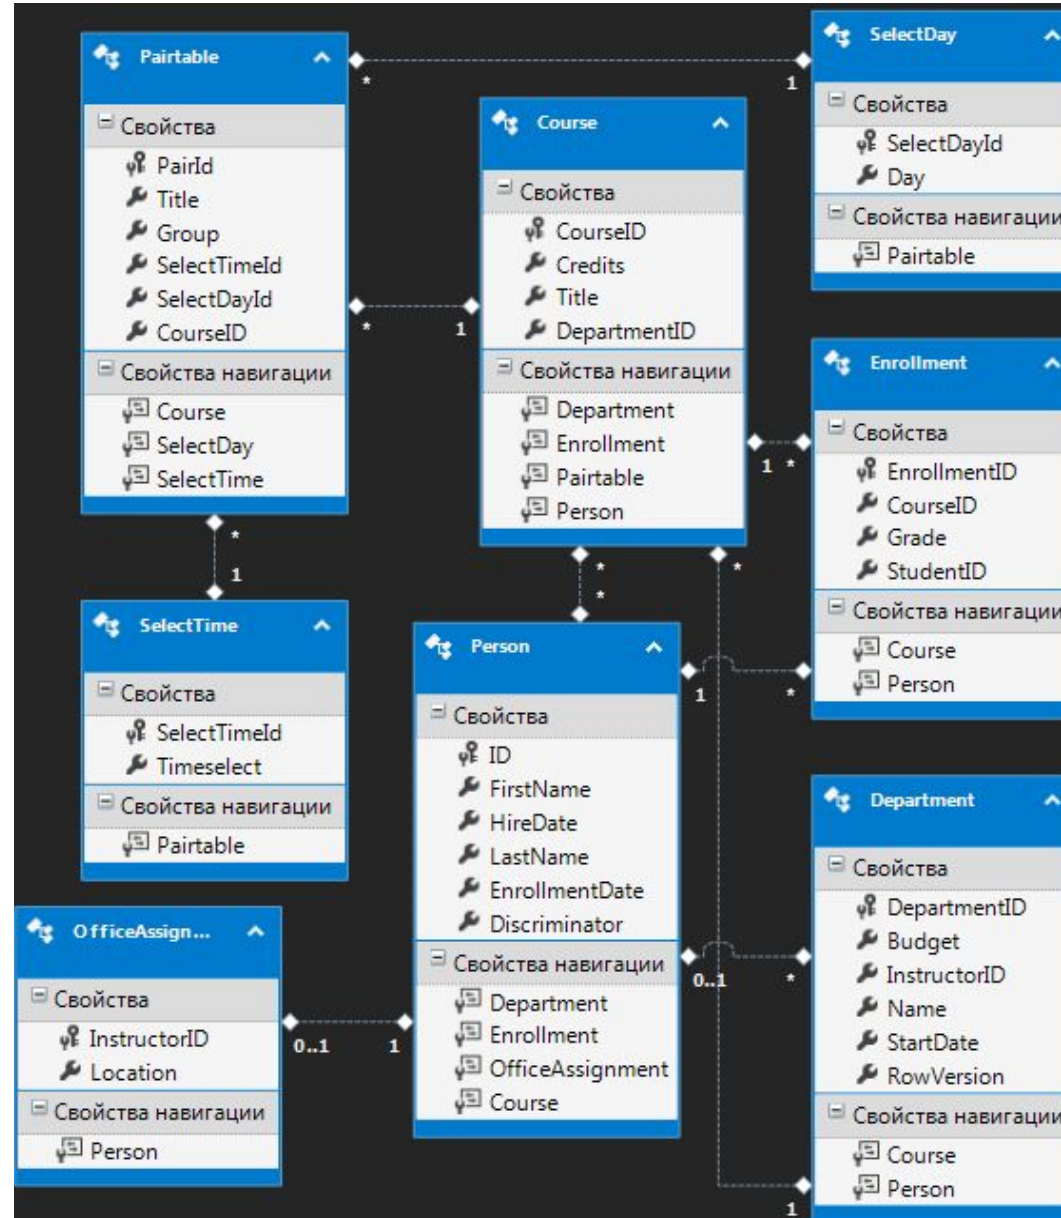 Pairtable
Свойства
PairId
Title
Group
SelectTimeId
SelectDayId
CourseID
Свойства навигации
Course
SelectDay
SelectTime
*
1
*
1
*
1
Course
Свойства
CourseID
Credits
Title
DepartmentID
Свойства навигации
Department
Enrollment
Pairtable
Person
SelectDay
Свойства
SelectDayId
Day
Свойства навигации
Pairtable
1 *
Enrollment
Свойства
EnrollmentID
CourseID
Grade
StudentID
Свойства навигации
Course
Person
*
*
*
SelectTime
Свойства
SelectTimeId
Timeselect
Свойства навигации
Pairtable
Person
Свойства
ID
FirstName
HireDate
LastName
EnrollmentDate
Discriminator
Свойства навигации
Department
Enrollment
OfficeAssignment
Course
1
*
0..1
*
Department
Свойства
DepartmentID
Budget
InstructorID
Name
StartDate
RowVersion
Свойства навигации
Course
Person
1
OfficeAssign...
Свойства
InstructorID
Location
Свойства навигации
Person
0..1
1